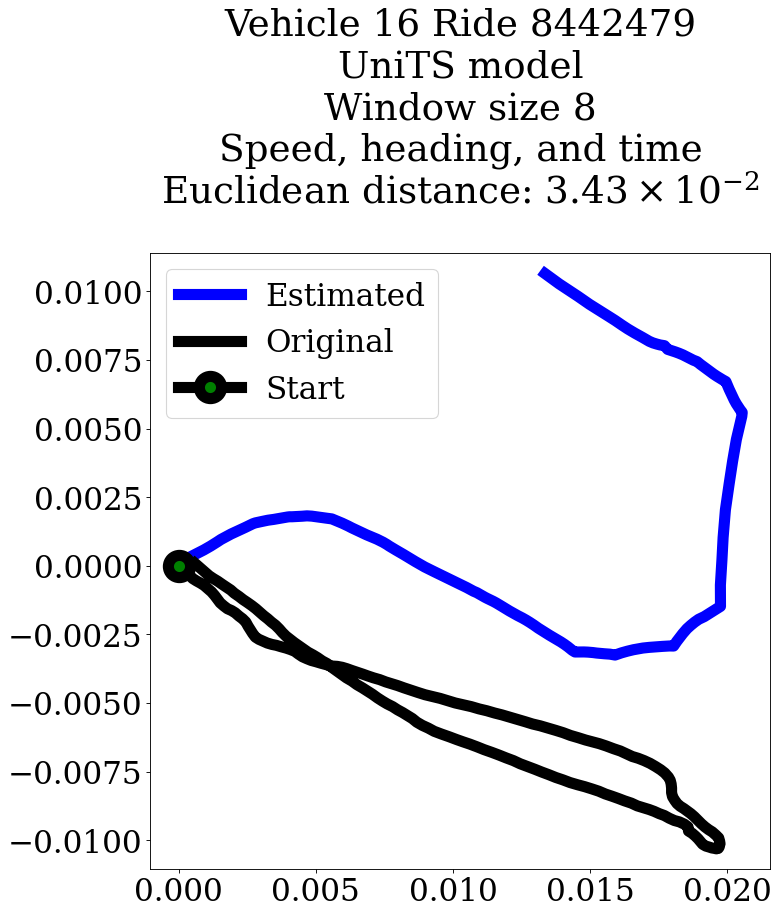 Vehicle 16 Ride 8442479
UniTS model
Window size 8
Speed, heading, and time
Euclidean distance: 3.43 × 10⁻²
Estimated
Original
Start
0.0100
0.0075
0.0050
0.0025
0.0000
−0.0025
−0.0050
−0.0075
−0.0100
0.000 0.005 0.010 0.015 0.020